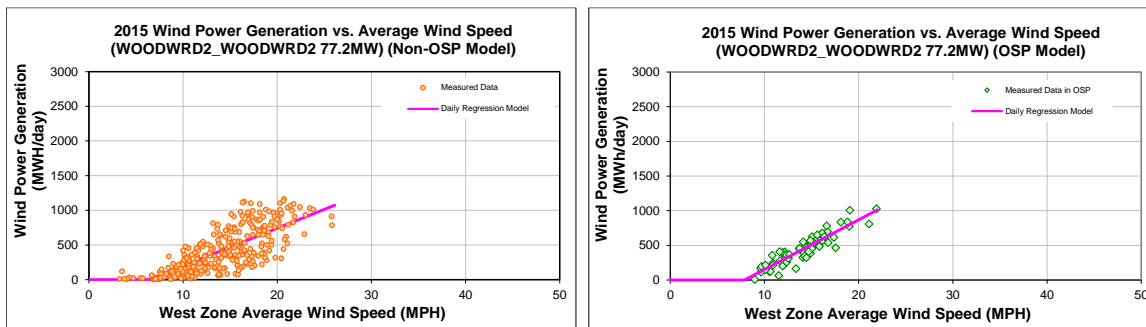 2015 Wind Power Generation vs. Average Wind Speed
(WOODWRD2_WOODWRD2 77.2MW) (Non-OSP Model)
Wind Power Generation
(MWH/day)
3000
2500
2000
1500
1000
500
0
Measured Data
Daily Regression Model
0 10 20 30 40 50
West Zone Average Wind Speed (MPH)
2015 Wind Power Generation vs. Average Wind Speed
(WOODWRD2_WOODWRD2 77.2MW) (OSP Model)
Wind Power Generation
(MWh/day)
3000
2500
2000
1500
1000
500
0
Measured Data in OSP
Daily Regression Model
0 10 20 30 40 50
West Zone Average Wind Speed (MPH)